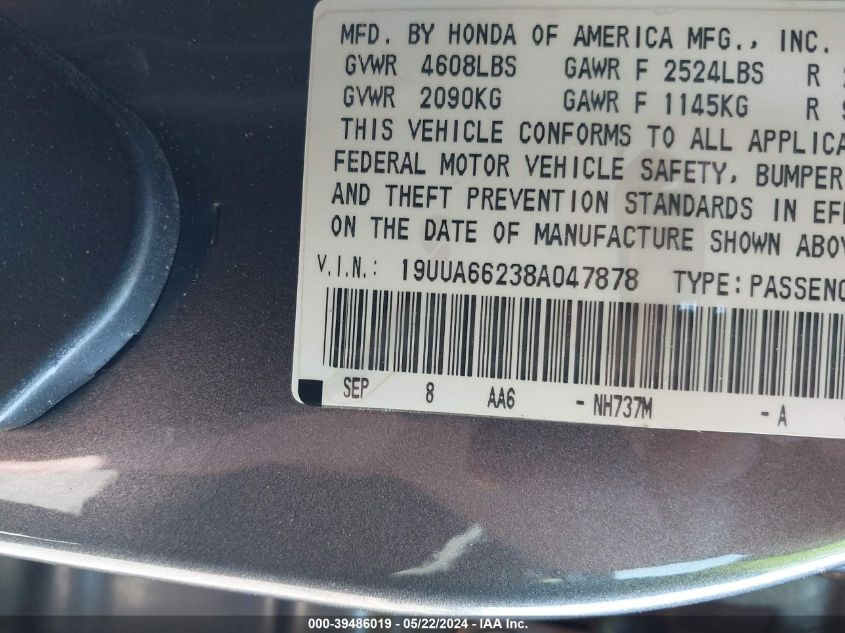 MFD. BY HONDA OF AMERICA MFG., INC.
GVWR 4608LBS GAWR F 2524LBS R
GVWR 2090KG GAWR F 1145KG R
THIS VEHICLE CONFORMS TO ALL APPLICA
FEDERAL MOTOR VEHICLE SAFETY, BUMPER
AND THEFT PREVENTION STANDARDS IN EF
ON THE DATE OF MANUFACTURE SHOWN ABOV
V.I.N.: 19UUA66238A047878 TYPE: PASSENG
SEP 8 AA6 - NH737M - A
000-39486019 - 05/22/2024 - IAA Inc.